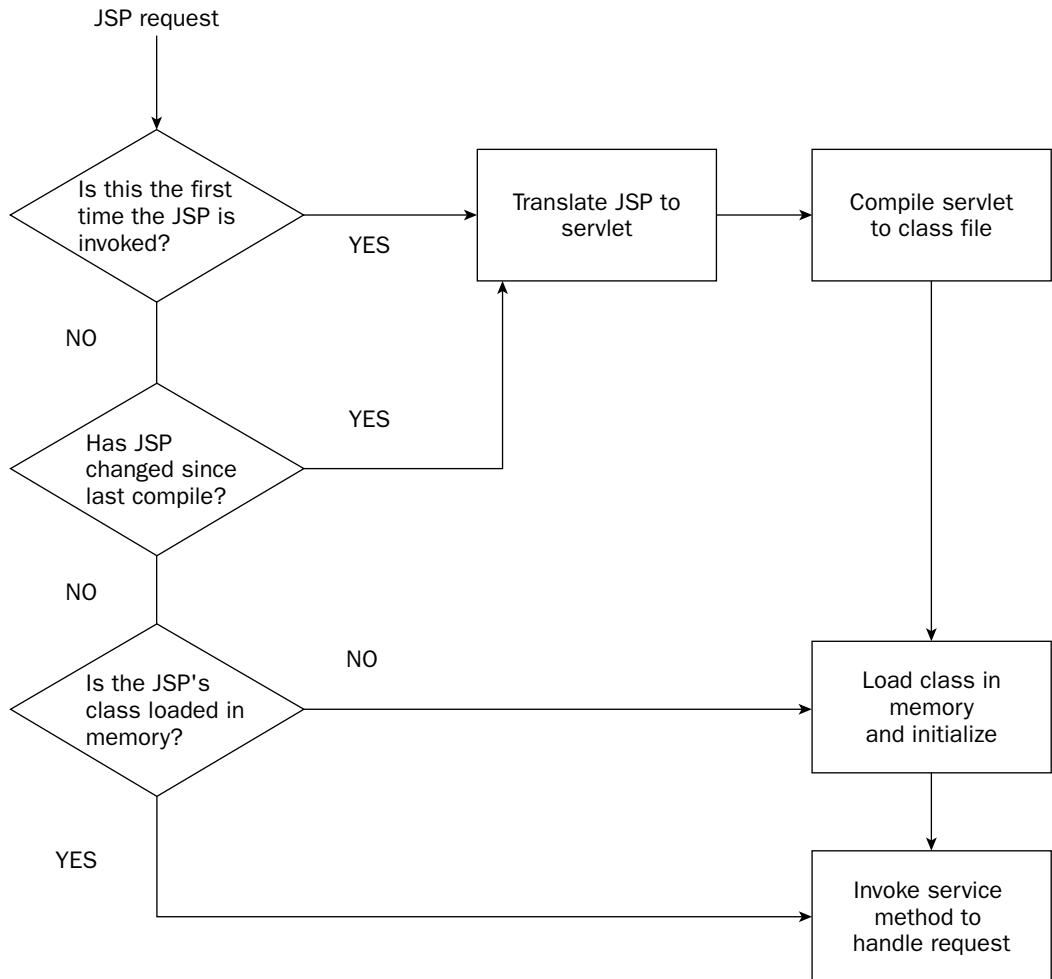 JSP request
Is this the first
time the JSP is
invoked?
YES
Translate JSP to
servlet
Compile servlet
to class file
NO
Has JSP
changed since
last compile?
YES
NO
Is the JSP's
class loaded in
memory?
NO
Load class in
memory
and initialize
YES
Invoke service
method to
handle request